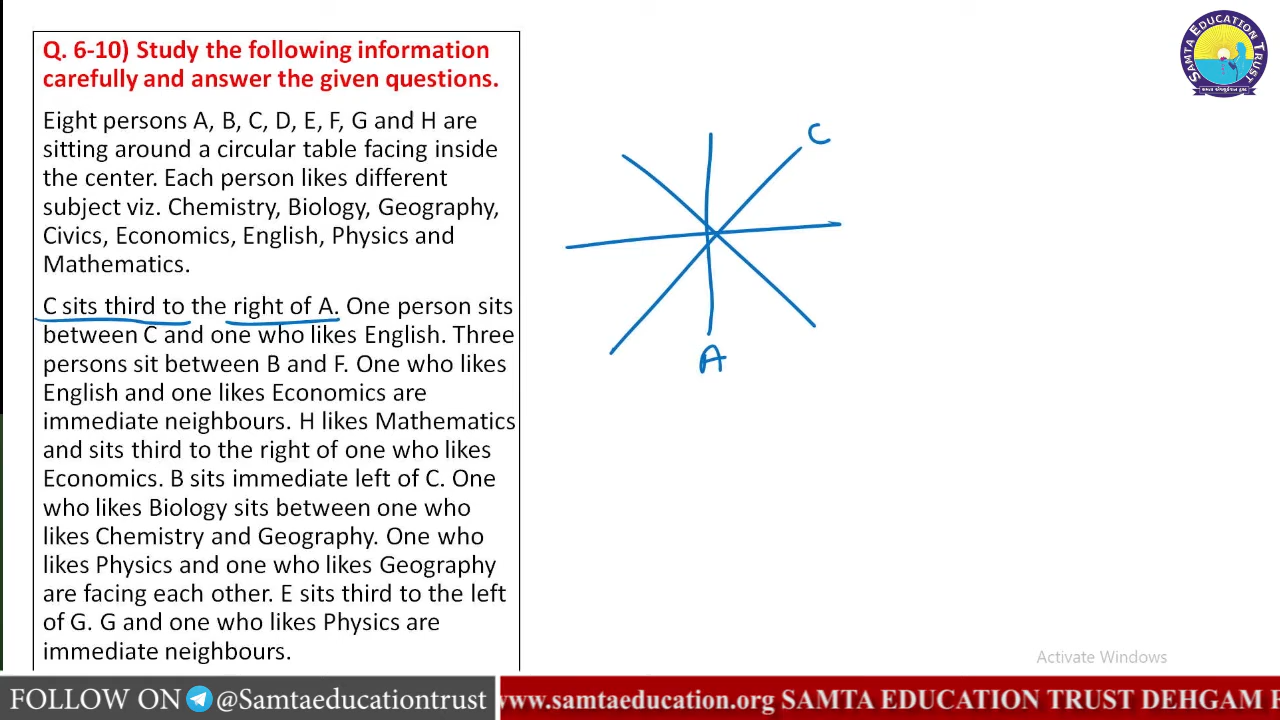 SAMTA EDUCATION TRUST
Q. 6-10) Study the following information
carefully and answer the given questions.
Eight persons A, B, C, D, E, F, G and H are
sitting around a circular table facing inside
the center. Each person likes different
subject viz. Chemistry, Biology, Geography,
Civics, Economics, English, Physics and
Mathematics.
C sits third to the right of A. One person sits
between C and one who likes English. Three
persons sit between B and F. One who likes
English and one likes Economics are
immediate neighbours. H likes Mathematics
and sits third to the right of one who likes
Economics. B sits immediate left of C. One
who likes Biology sits between one who
likes Chemistry and Geography. One who
likes Physics and one who likes Geography
are facing each other. E sits third to the left
of G. G and one who likes Physics are
immediate neighbours.
C
A
Activate Windows
FOLLOW ON @Samtaeducationtrust
www.samtaeducation.org SAMTA EDUCATION TRUST DEHGAM